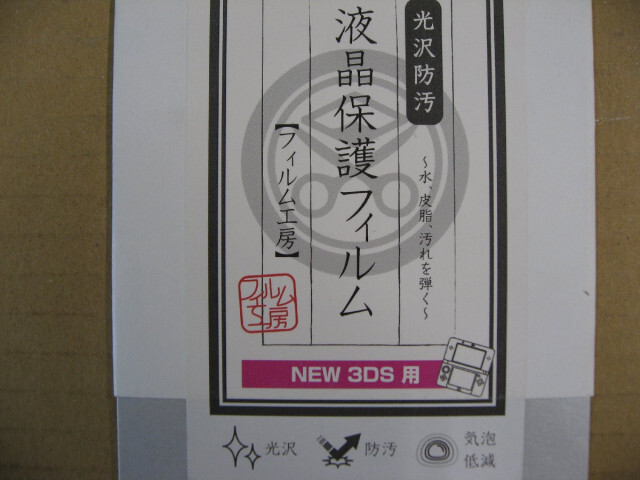 光沢防汚
〜水、皮脂、汚れを弾く〜
液晶保護フィルム
【フィルム工房】
フィルム
工房
NEW 3DS 用
光沢
防汚
気泡
低減